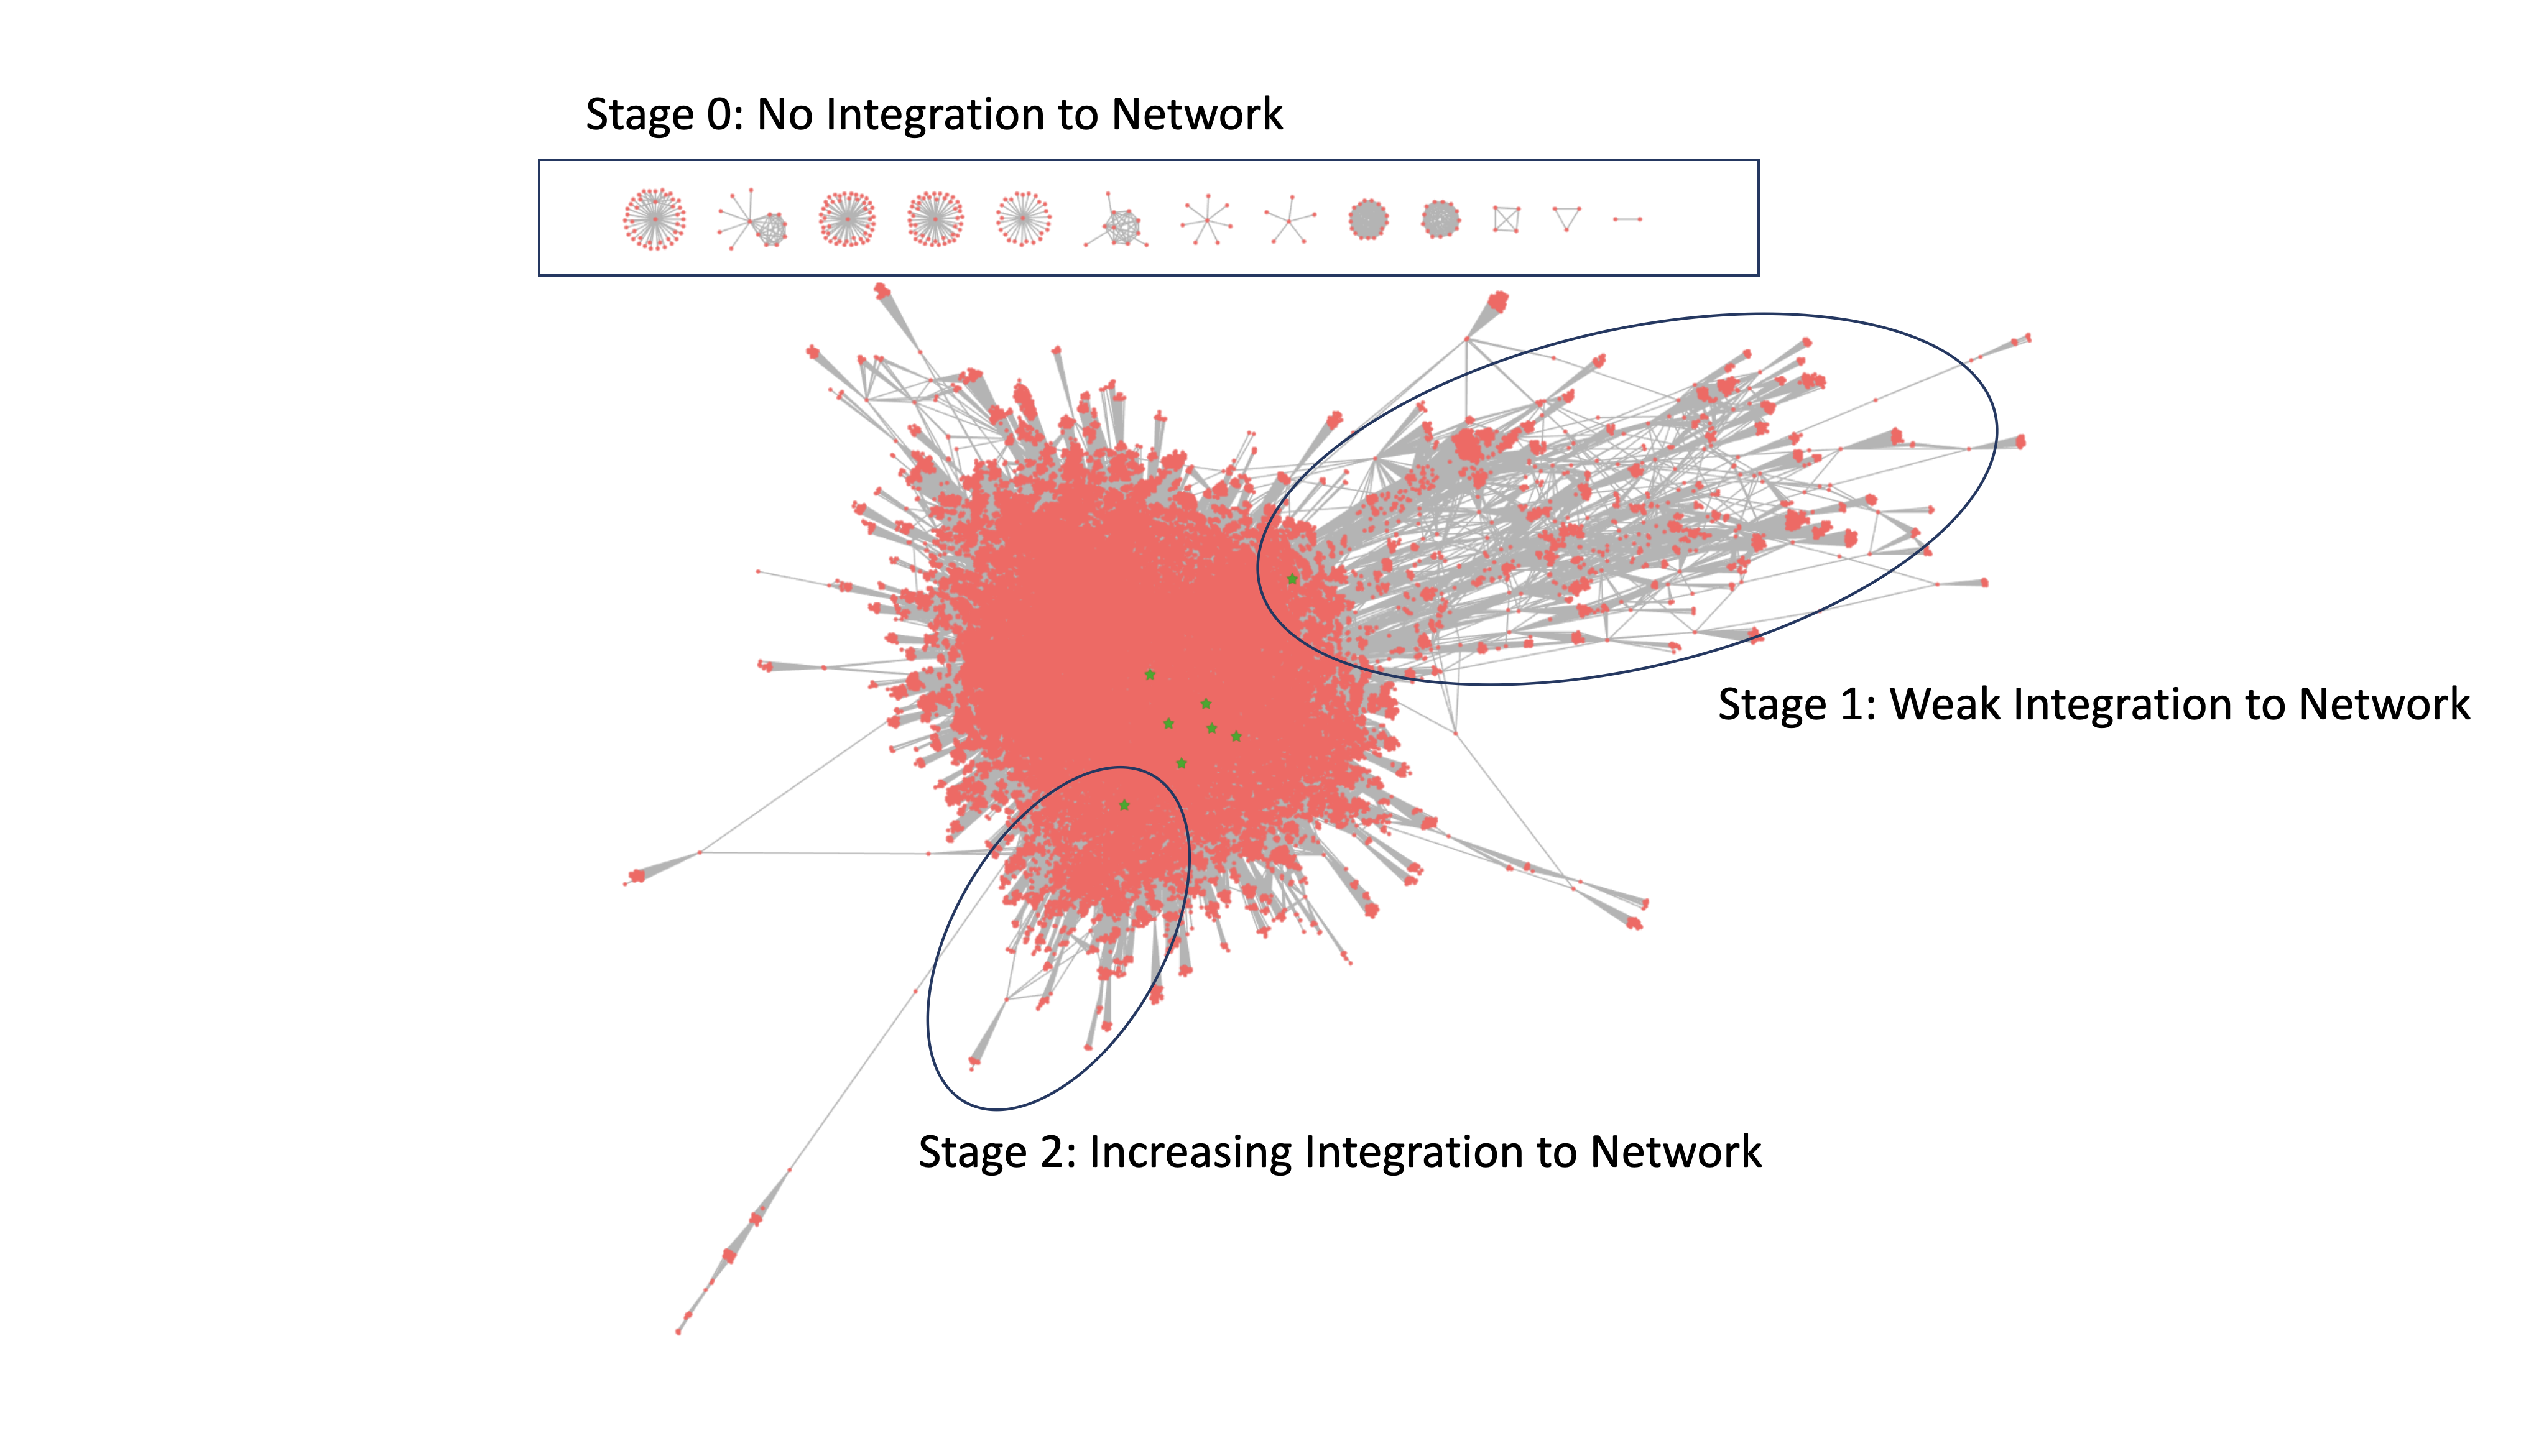 Stage 0: No Integration to Network
Stage 1: Weak Integration to Network
Stage 2: Increasing Integration to Network